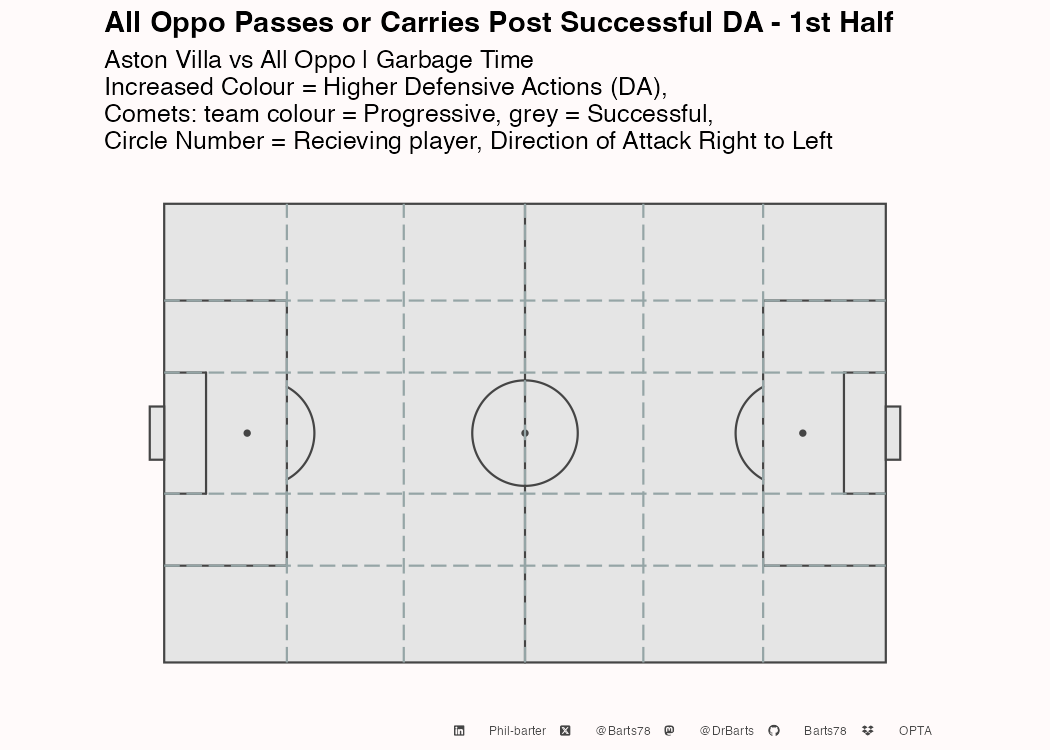 All Oppo Passes or Carries Post Successful DA - 1st Half
Aston Villa vs All Oppo | Garbage Time
Increased Colour = Higher Defensive Actions (DA),
Comets: team colour = Progressive, grey = Successful,
Circle Number = Recieving player, Direction of Attack Right to Left
Phil-barter @Barts78 @DrBarts Barts78 OPTA